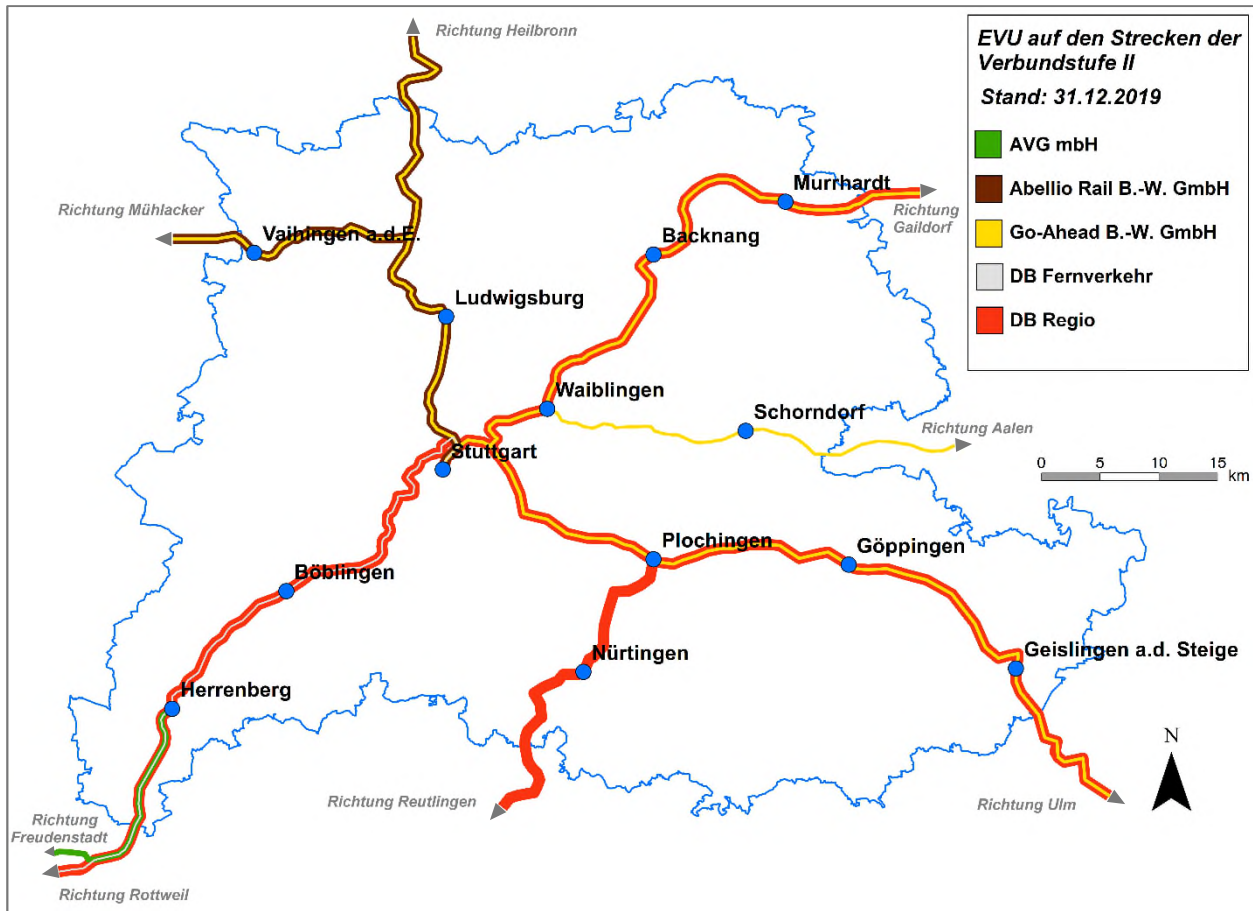 Richtung Heilbronn
EVU auf den Strecken der
Verbundstufe II
Stand: 31.12.2019
AVG mbH
Abellio Rail B.-W. GmbH
Go-Ahead B.-W. GmbH
DB Fernverkehr
DB Regio
Richtung Mühlacker
Vaihingen a.d.E.
Murrhardt
Richtung
Gaildorf
Backnang
Ludwigsburg
Waiblingen
Schorndorf
Richtung Aalen
Stuttgart
0 5 10 15
km
Plochingen
Göppingen
Böblingen
Nürtingen
Geislingen a.d. Steige
Herrenberg
N
Richtung Reutlingen
Richtung Ulm
Richtung
Freudenstadt
Richtung Rottweil